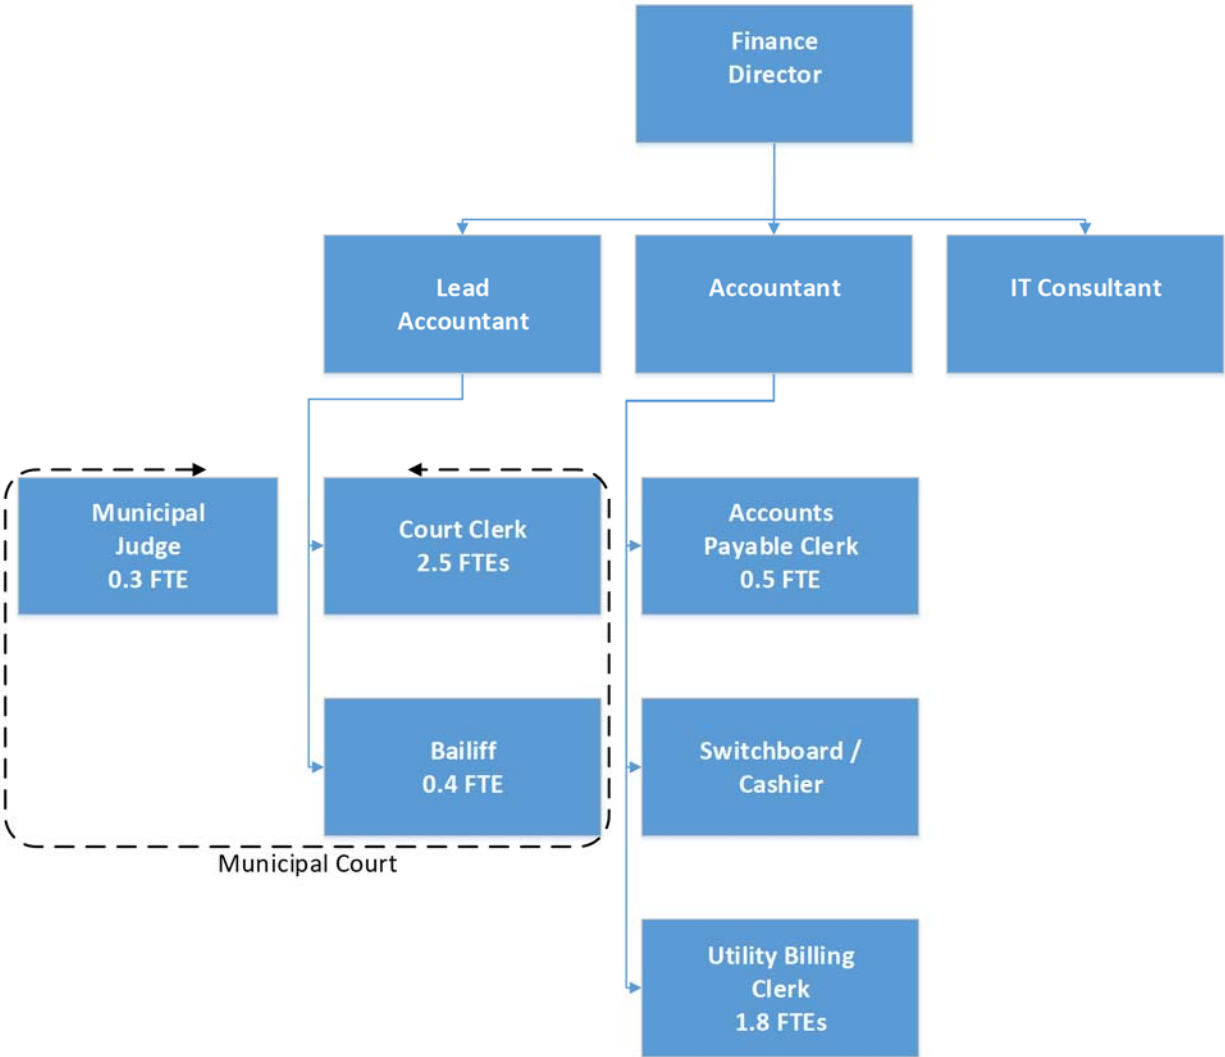 Finance
Director
Lead
Accountant
Accountant
IT Consultant
Municipal
Judge
0.3 FTE
Court Clerk
2.5 FTEs
Accounts
Payable Clerk
0.5 FTE
Bailiff
0.4 FTE
Switchboard /
Cashier
Municipal Court
Utility Billing
Clerk
1.8 FTEs